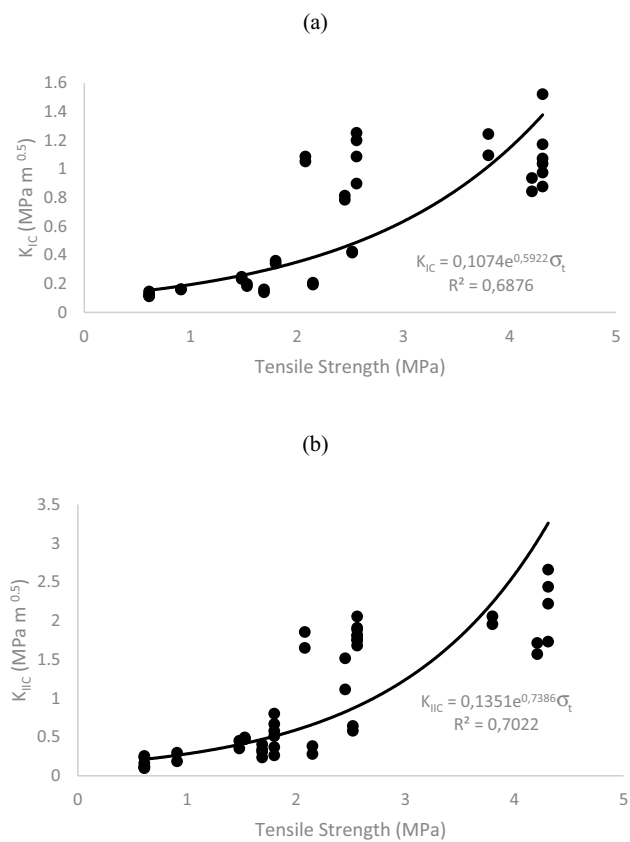 (a)
1.6
1.4
1.2
1
0.8
0.6
0.4
0.2
0
K_IC (MPa m^0.5)
K_IC = 0,1074e^0,5922σ_t
R² = 0,6876
0 1 2 3 4 5
Tensile Strength (MPa)
(b)
3.5
3
2.5
2
1.5
1
0.5
0
K_IIC (MPa m^0.5)
K_IIC = 0,1351e^0,7386σ_t
R² = 0,7022
0 1 2 3 4 5
Tensile Strength (MPa)